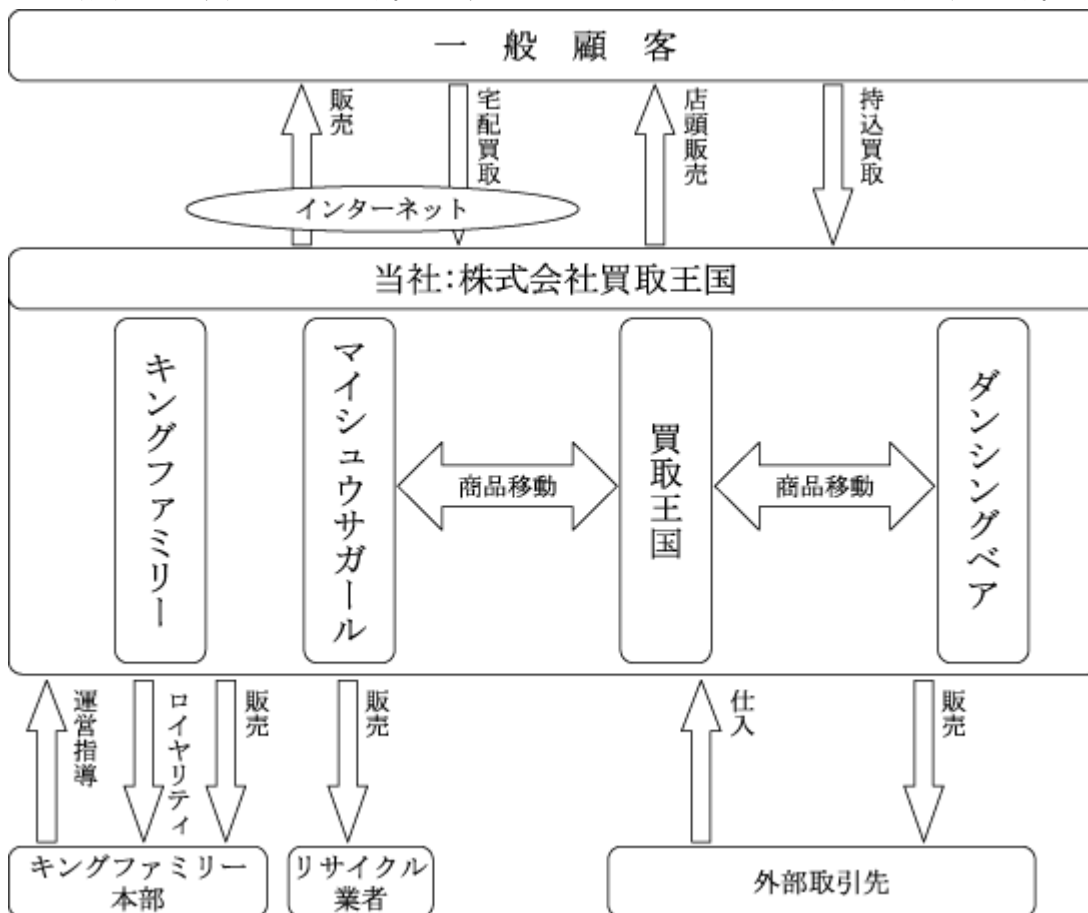 一般顧客
販売
宅配買取
店頭販売
持込買取
インターネット
当社:株式会社買取王国
キングファミリー
マイシュウサガール
買取王国
ダンシングベア
商品移動
商品移動
運営指導
ロイヤリティ
販売
販売
仕入
販売
キングファミリー
本部
リサイクル
業者
外部取引先